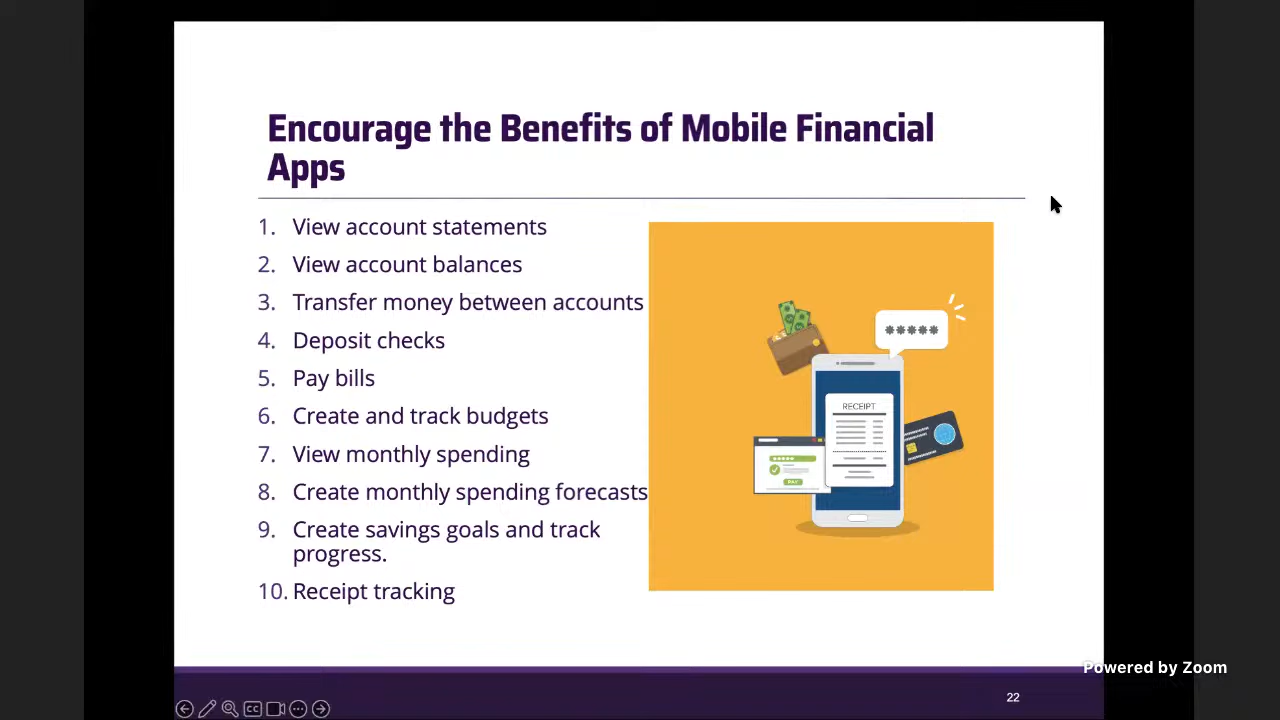 Encourage the Benefits of Mobile Financial
Apps
1. View account statements
2. View account balances
3. Transfer money between accounts
4. Deposit checks
5. Pay bills
6. Create and track budgets
7. View monthly spending
8. Create monthly spending forecasts
9. Create savings goals and track
progress.
10. Receipt tracking
*****
RECEIPT
PAY
Powered by Zoom
22
CC